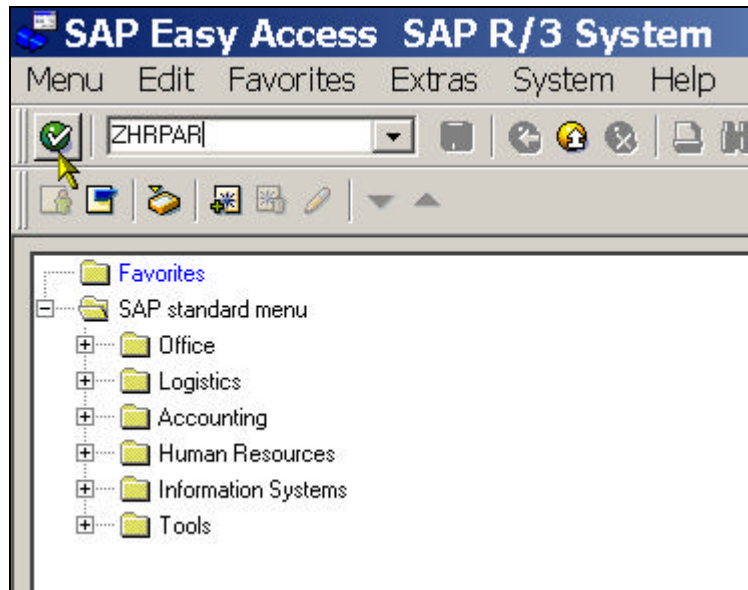 SAP Easy Access SAP R/3 System
Menu Edit Favorites Extras System Help
ZHRPAR
Favorites
SAP standard menu
Office
Logistics
Accounting
Human Resources
Information Systems
Tools